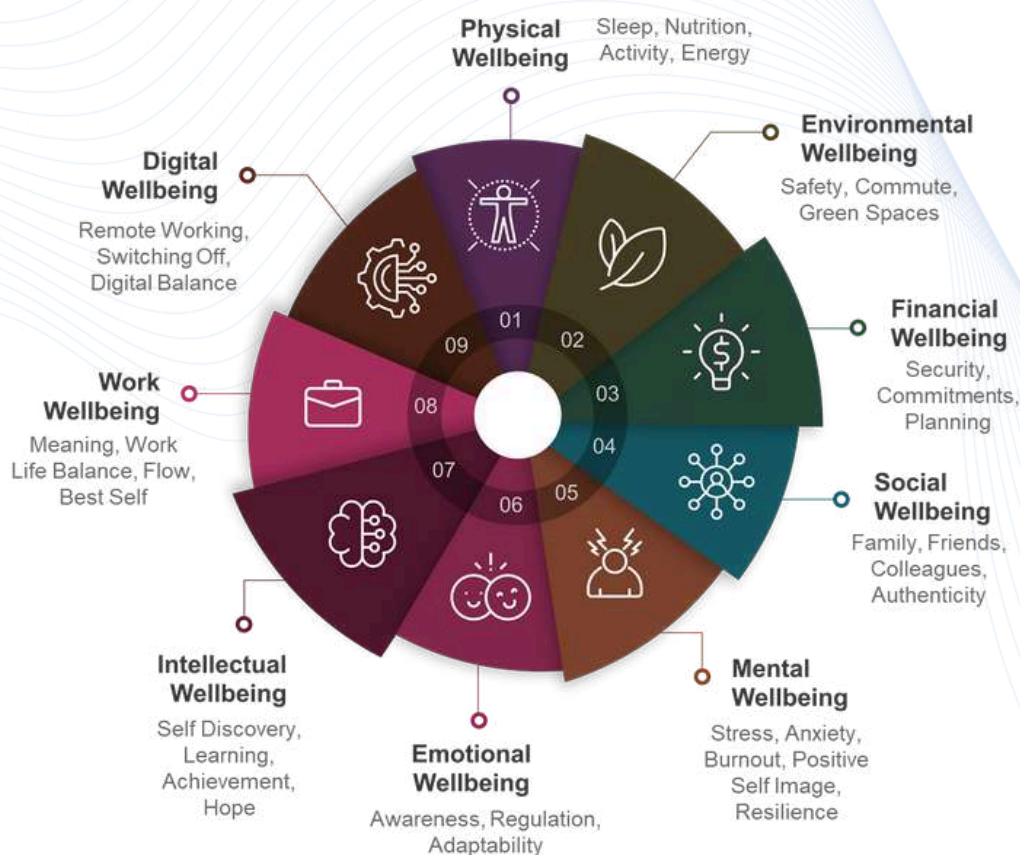 Physical
Wellbeing
Sleep, Nutrition,
Activity, Energy
Environmental
Wellbeing
Safety, Commute,
Green Spaces
Financial
Wellbeing
Security,
Commitments,
Planning
Social
Wellbeing
Family, Friends,
Colleagues,
Authenticity
Mental
Wellbeing
Stress, Anxiety,
Burnout, Positive
Self Image,
Resilience
Emotional
Wellbeing
Awareness, Regulation,
Adaptability
Intellectual
Wellbeing
Self Discovery,
Learning,
Achievement,
Hope
Work
Wellbeing
Meaning, Work
Life Balance, Flow,
Best Self
Digital
Wellbeing
Remote Working,
Switching Off,
Digital Balance
01
02
03
04
05
06
07
08
09